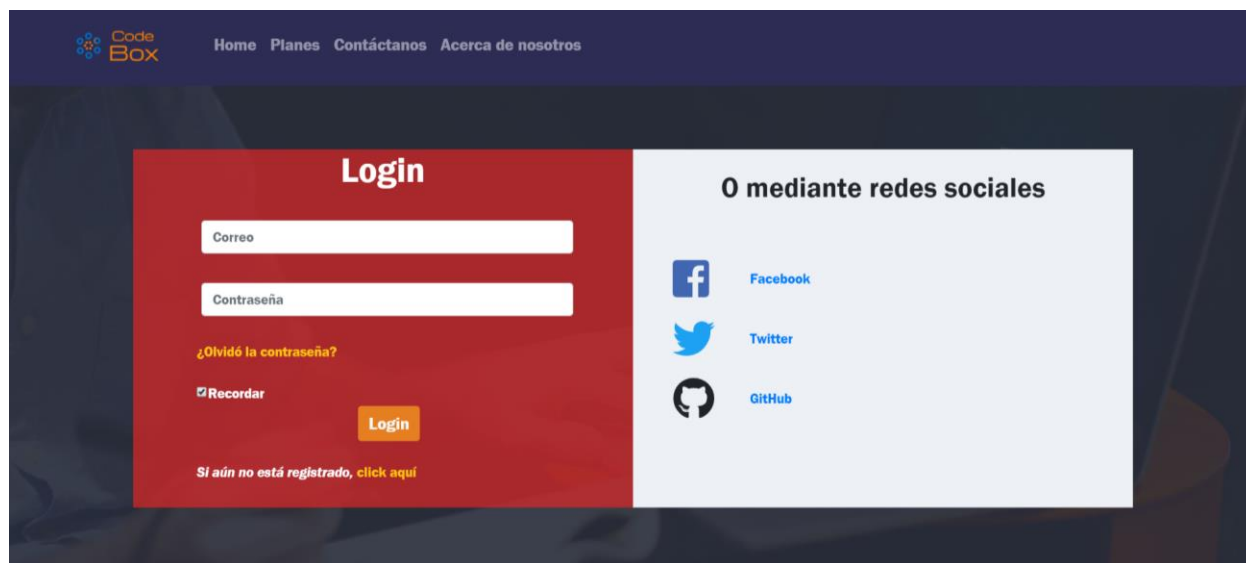 Code
Box
Home Planes Contáctanos Acerca de nosotros
Login
Correo
Contraseña
¿Olvidó la contraseña?
Recordar
Login
Si aún no está registrado, click aquí
O mediante redes sociales
Facebook
Twitter
GitHub